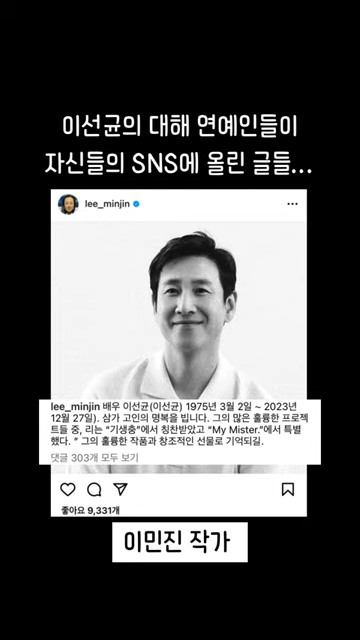 이선균의 대해 연예인들이
자신들의 SNS에 올린 글들...
lee_minjin
lee_minjin 배우 이선균(이선균) 1975년 3월 2일 ~ 2023년
12월 27일). 삼가 고인의 명복을 빕니다. 그의 많은 훌륭한 프로젝
트들 중, 리는 "기생충"에서 칭찬받았고 "My Mister."에서 특별
했다. " 그의 훌륭한 작품과 창조적인 선물로 기억되길.
댓글 303개 모두 보기
좋아요 9,331개
이민진 작가